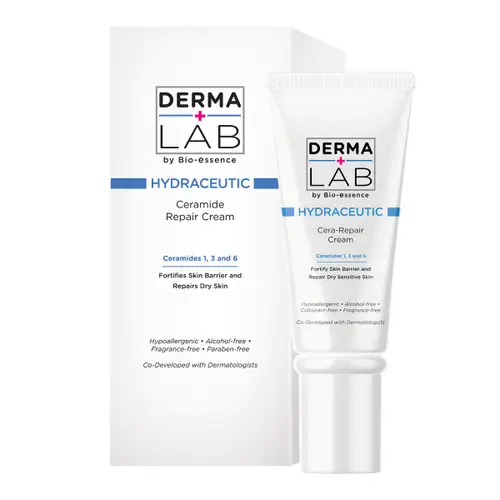 DERMA
LAB
by Bio-essence
HYDRACEUTIC
Ceramide
Repair Cream
Ceramides 1, 3 and 6
Fortifies Skin Barrier and
Repairs Dry Skin
Hypoallergenic • Alcohol-free •
Fragrance-free • Paraben-free
Co-Developed with Dermatologists
DERMA
LAB
by Bio-essence
HYDRACEUTIC
Cera-Repair
Cream
Ceramides 1, 3 and 6
Fortify Skin Barrier and
Repair Dry Sensitive Skin
Hypoallergenic • Alcohol-free •
Colourant-free • Fragrance-free
Co-Developed with Dermatologists